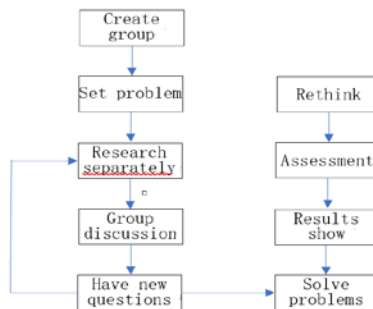 Create
group
Set problem
Rethink
Research
separately
Assessment
Group
discussion
Results
show
Have new
questions
Solve
problems